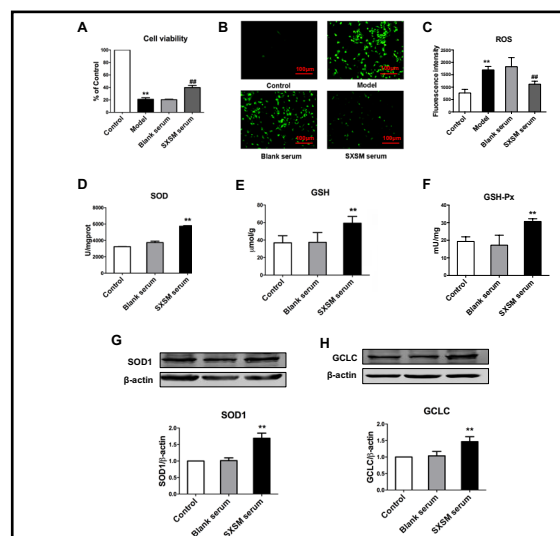 A
Cell viability
% of Control
100
80
60
40
20
0
**
##
Control
Model
Blank serum
SXSM serum
B
100μm
100μm
Control
Model
100μm
100μm
Blank serum
SXSM serum
C
ROS
Fluorescence intensity
2500
2000
1500
1000
500
0
**
##
Control
Model
Blank serum
SXSM serum
D
SOD
U/mgprot
8000
6000
4000
2000
0
**
Control
Blank serum
SXSM serum
E
GSH
μmol/g
80
60
40
20
0
**
Control
Blank serum
SXSM serum
F
GSH-Px
mU/mg
40
30
20
10
0
**
Control
Blank serum
SXSM serum
G
SOD1
β-actin
SOD1
SOD1/β-actin
2.0
1.5
1.0
0.5
0.0
**
Control
Blank serum
SXSM serum
H
GCLC
β-actin
GCLC
GCLC/β-actin
2.0
1.5
1.0
0.5
0.0
**
Control
Blank serum
SXSM serum